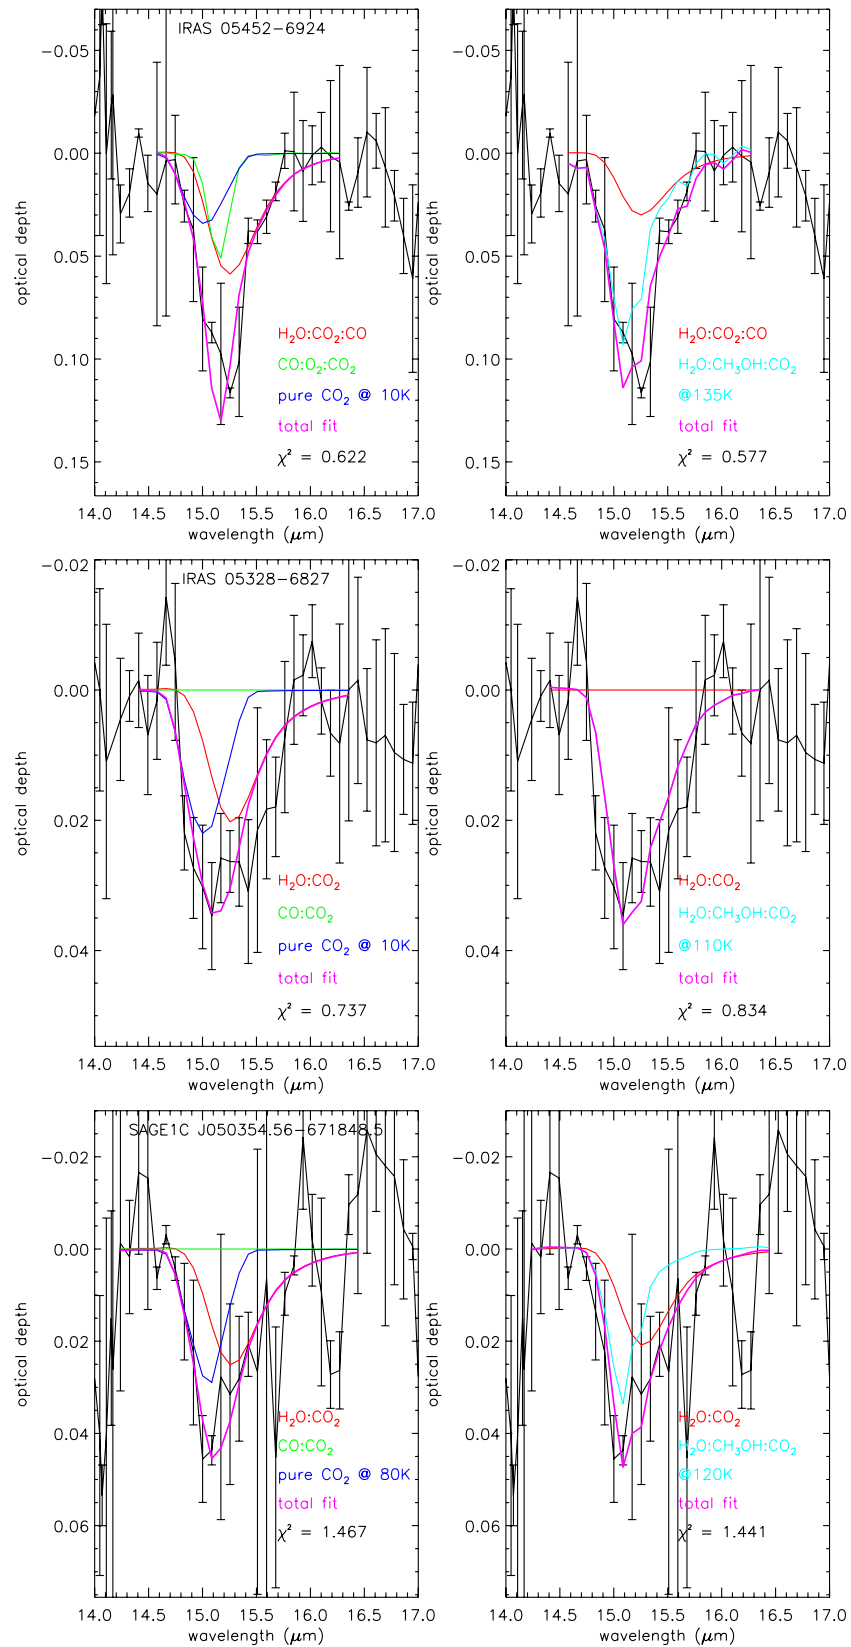 IRAS 05452−6924
−0.05
0.00
0.05
0.10
0.15
optical depth
H₂O:CO₂:CO
CO:O₂:CO₂
pure CO₂ @ 10K
total fit
χ² = 0.622
14.0 14.5 15.0 15.5 16.0 16.5 17.0
wavelength (μm)
−0.05
0.00
0.05
0.10
0.15
optical depth
H₂O:CO₂:CO
H₂O:CH₃OH:CO₂
@135K
total fit
χ² = 0.577
14.0 14.5 15.0 15.5 16.0 16.5 17.0
wavelength (μm)
IRAS 05328−6827
−0.02
0.00
0.02
0.04
optical depth
H₂O:CO₂
CO:CO₂
pure CO₂ @ 10K
total fit
χ² = 0.737
14.0 14.5 15.0 15.5 16.0 16.5 17.0
wavelength (μm)
−0.02
0.00
0.02
0.04
optical depth
H₂O:CO₂
H₂O:CH₃OH:CO₂
@110K
total fit
χ² = 0.834
14.0 14.5 15.0 15.5 16.0 16.5 17.0
wavelength (μm)
SAGE1C J050354.56−671848.5
−0.02
0.00
0.02
0.04
0.06
optical depth
H₂O:CO₂
CO:CO₂
pure CO₂ @ 80K
total fit
χ² = 1.467
14.0 14.5 15.0 15.5 16.0 16.5 17.0
wavelength (μm)
−0.02
0.00
0.02
0.04
0.06
optical depth
H₂O:CO₂
H₂O:CH₃OH:CO₂
@120K
total fit
χ² = 1.441
14.0 14.5 15.0 15.5 16.0 16.5 17.0
wavelength (μm)